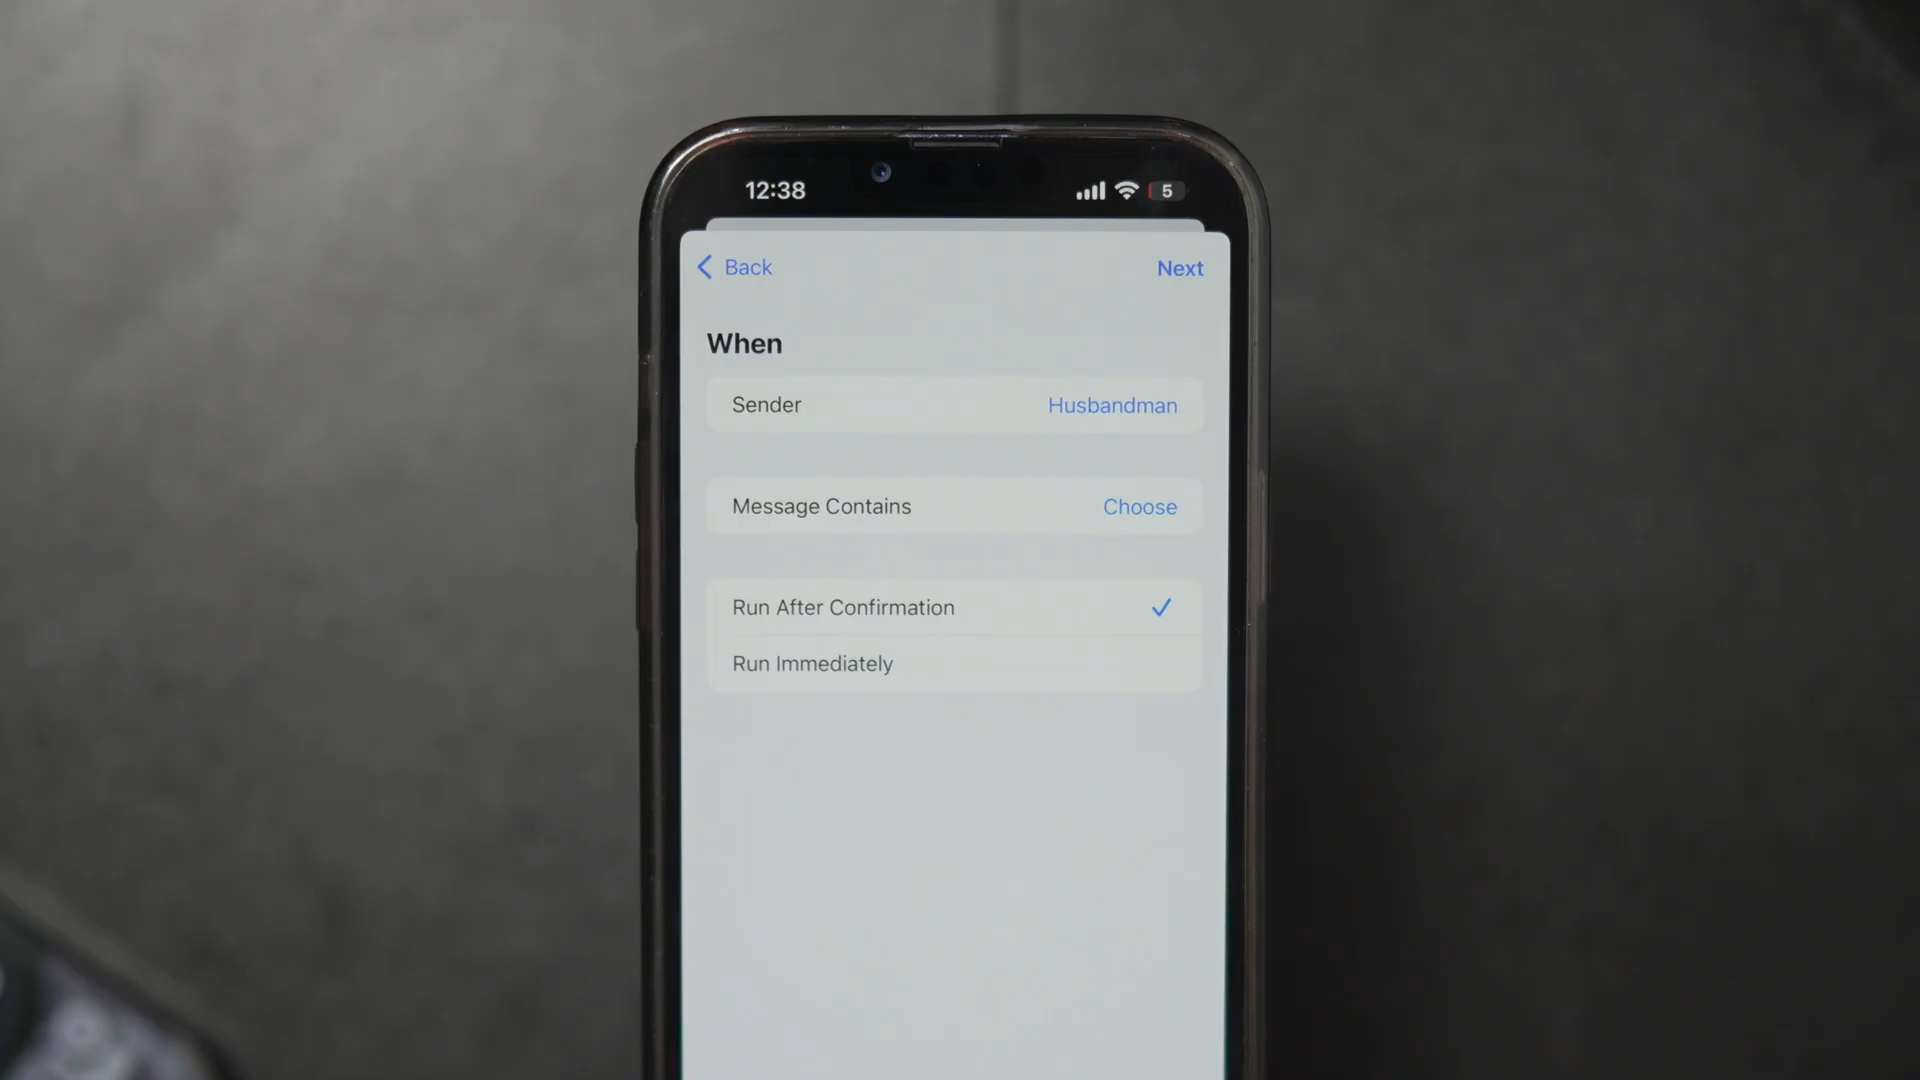 12:38 5
Back Next
When
Sender Husbandman
Message Contains Choose
Run After Confirmation
Run Immediately